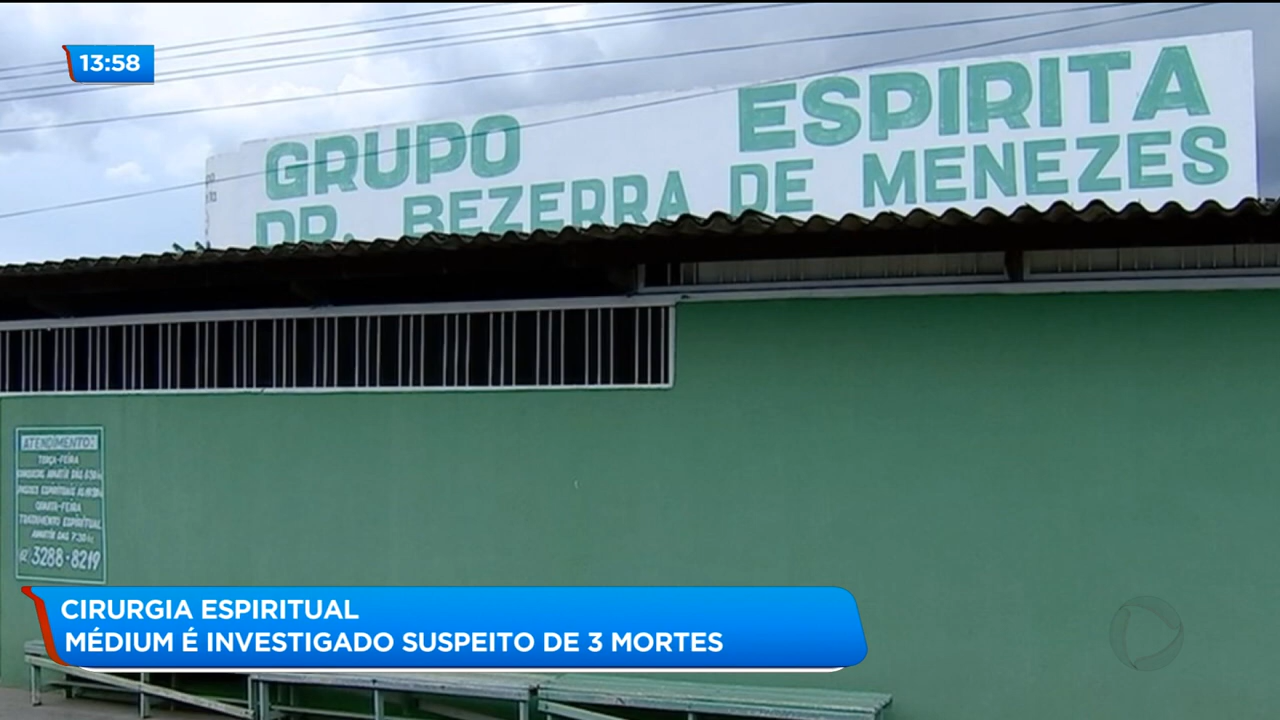 13:58
GRUPO ESPIRITA
DR. BEZERRA DE MENEZES
ATENDIMENTO:
TERÇA-FEIRA
QUARTA-FEIRA
TRATAMENTO ESPIRITUAL
3288-8219
CIRURGIA ESPIRITUAL
MÉDIUM É INVESTIGADO SUSPEITO DE 3 MORTES